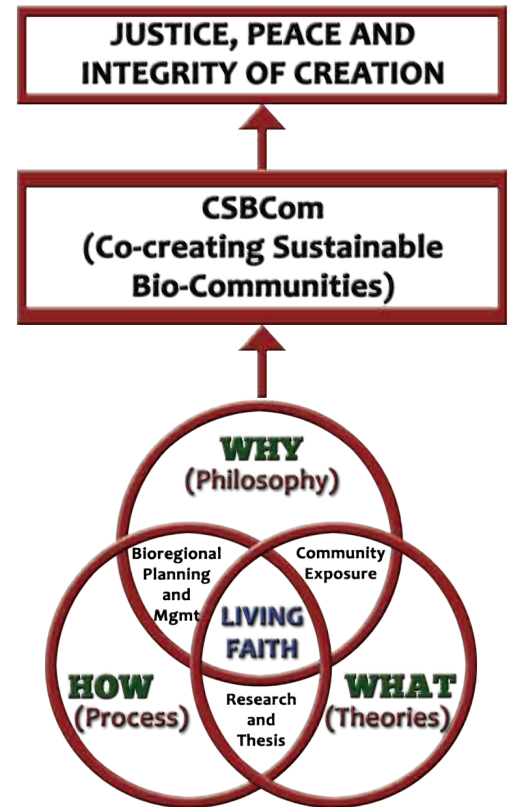 JUSTICE, PEACE AND
INTEGRITY OF CREATION
CSBCom
(Co-creating Sustainable
Bio-Communities)
WHY
(Philosophy)
Bioregional
Planning
and
Mgmt
Community
Exposure
LIVING
FAITH
HOW
(Process)
Research
and
Thesis
WHAT
(Theories)